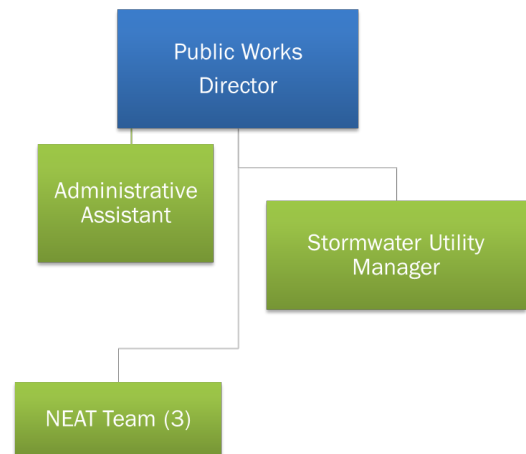 Public Works
Director
Administrative
Assistant
Stormwater Utility
Manager
NEAT Team (3)